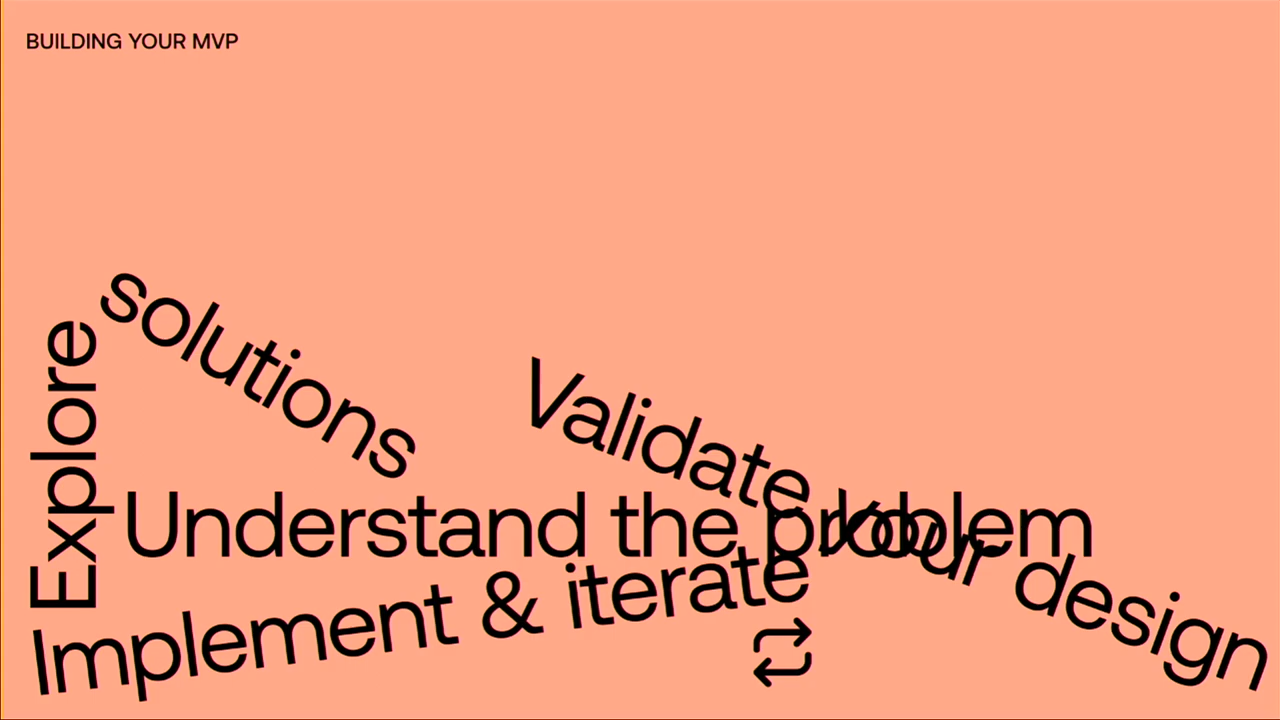 BUILDING YOUR MVP
Explore
solutions
Validate your design
Understand the problem
Implement & iterate